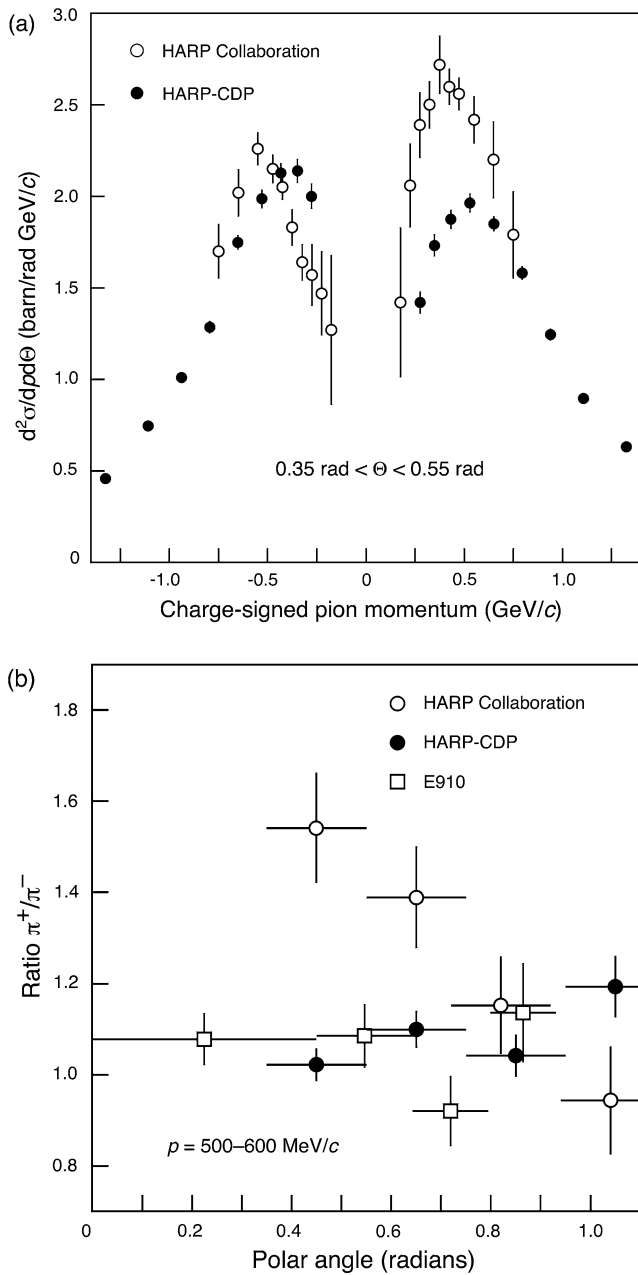 (a)
HARP Collaboration
HARP-CDP
3.0
2.5
2.0
1.5
1.0
0.5
0
d²σ/dpdΘ (barn/rad GeV/c)
0.35 rad < Θ < 0.55 rad
-1.0 -0.5 0 0.5 1.0
Charge-signed pion momentum (GeV/c)
(b)
HARP Collaboration
HARP-CDP
E910
1.8
1.6
1.4
1.2
1.0
0.8
Ratio π⁺/π⁻
p = 500–600 MeV/c
0 0.2 0.4 0.6 0.8 1.0
Polar angle (radians)